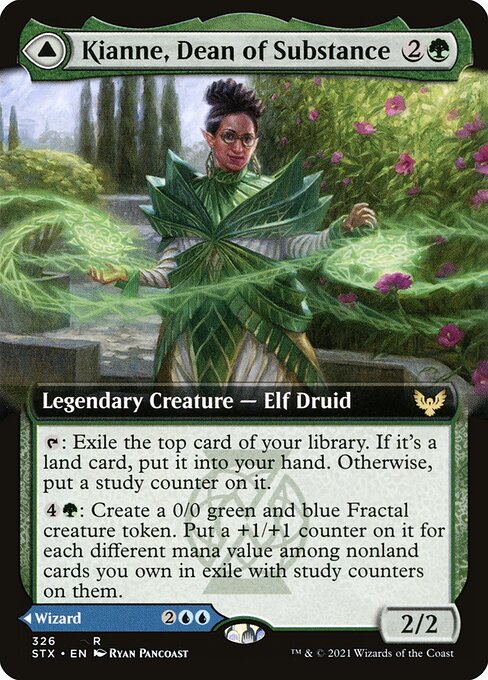 Kianne, Dean of Substance 2
Legendary Creature — Elf Druid
: Exile the top card of your library. If it's a
land card, put it into your hand. Otherwise,
put a study counter on it.
4 : Create a 0/0 green and blue Fractal
creature token. Put a +1/+1 counter on it for
each different mana value among nonland
cards you own in exile with study counters
on them.
Wizard 2
2/2
326 R
STX • EN Ryan Pancoast
™ & © 2021 Wizards of the Coast